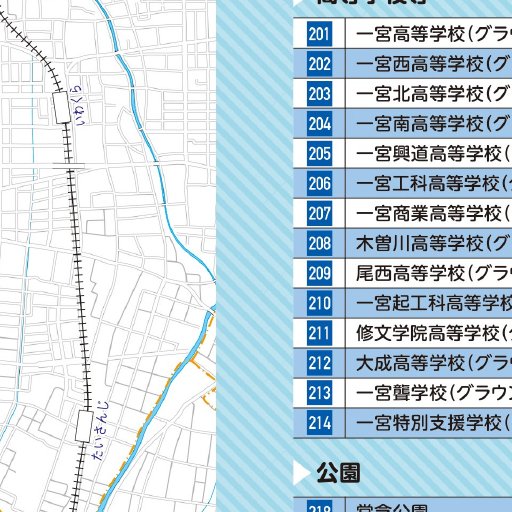 いわくら
たいさんじ
高等学校等
201 一宮高等学校(グラ
202 一宮西高等学校(グ
203 一宮北高等学校(グ
204 一宮南高等学校(グ
205 一宮興道高等学校(
206 一宮工科高等学校(
207 一宮商業高等学校(
208 木曽川高等学校(グ
209 尾西高等学校(グラ
210 一宮起工科高等学校
211 修文学院高等学校(
212 大成高等学校(グラ
213 一宮聾学校(グラウ
214 一宮特別支援学校(
公園